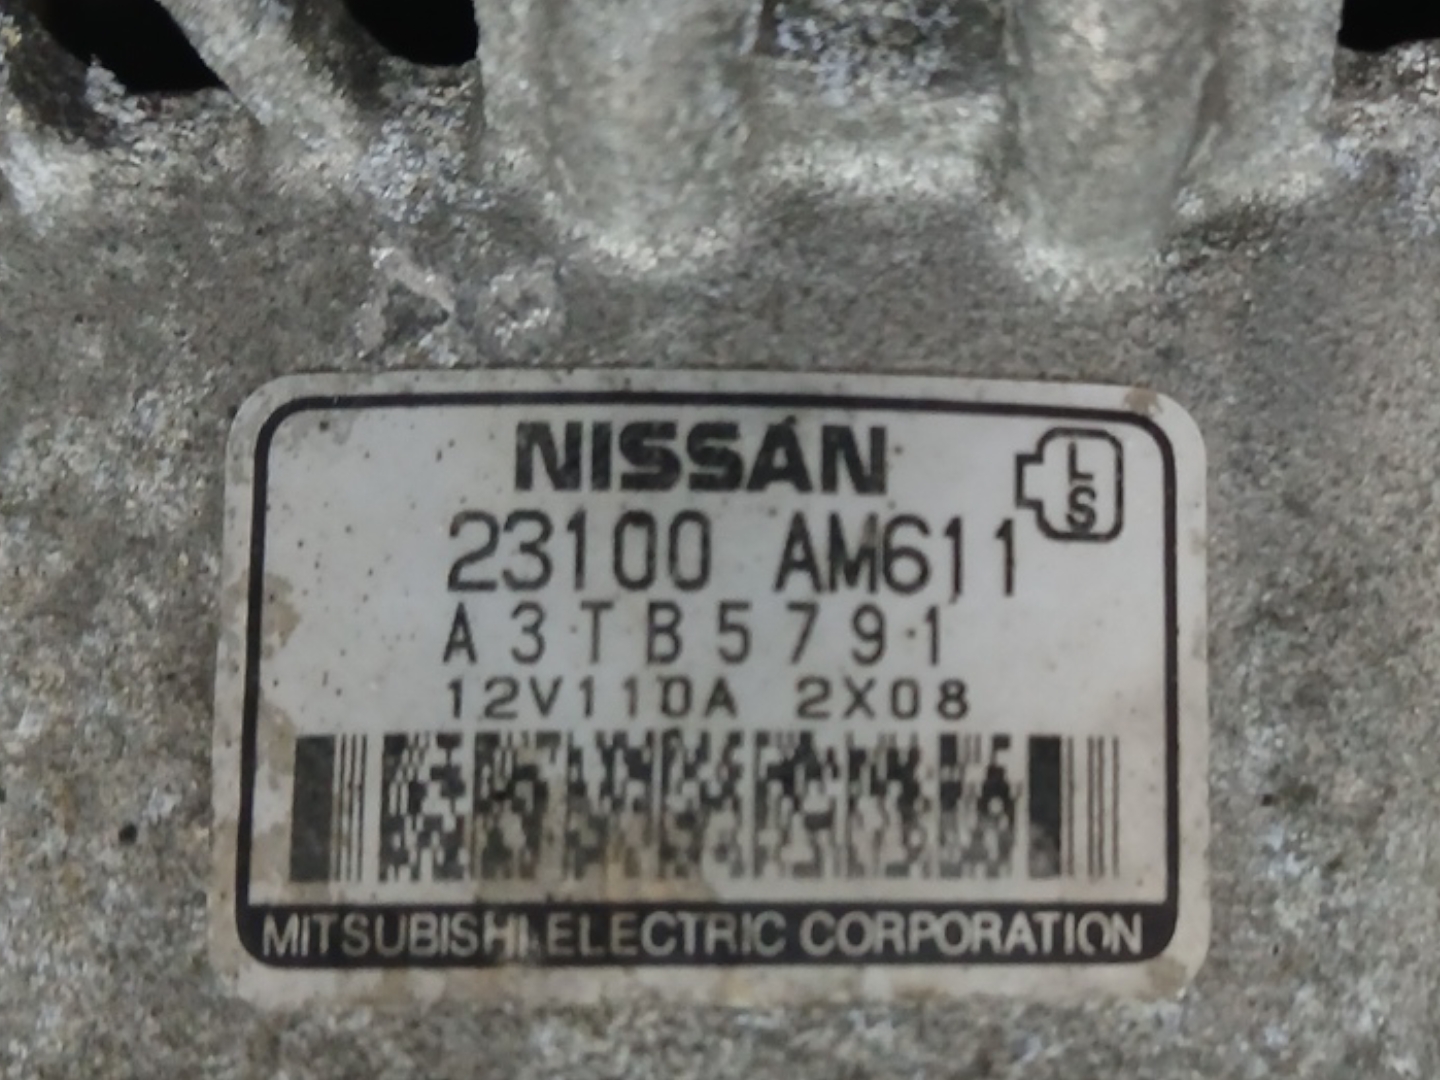 NISSAN
L
S
23100 AM611
A3TB5791
12V110A 2X08
MITSUBISHI ELECTRIC CORPORATION